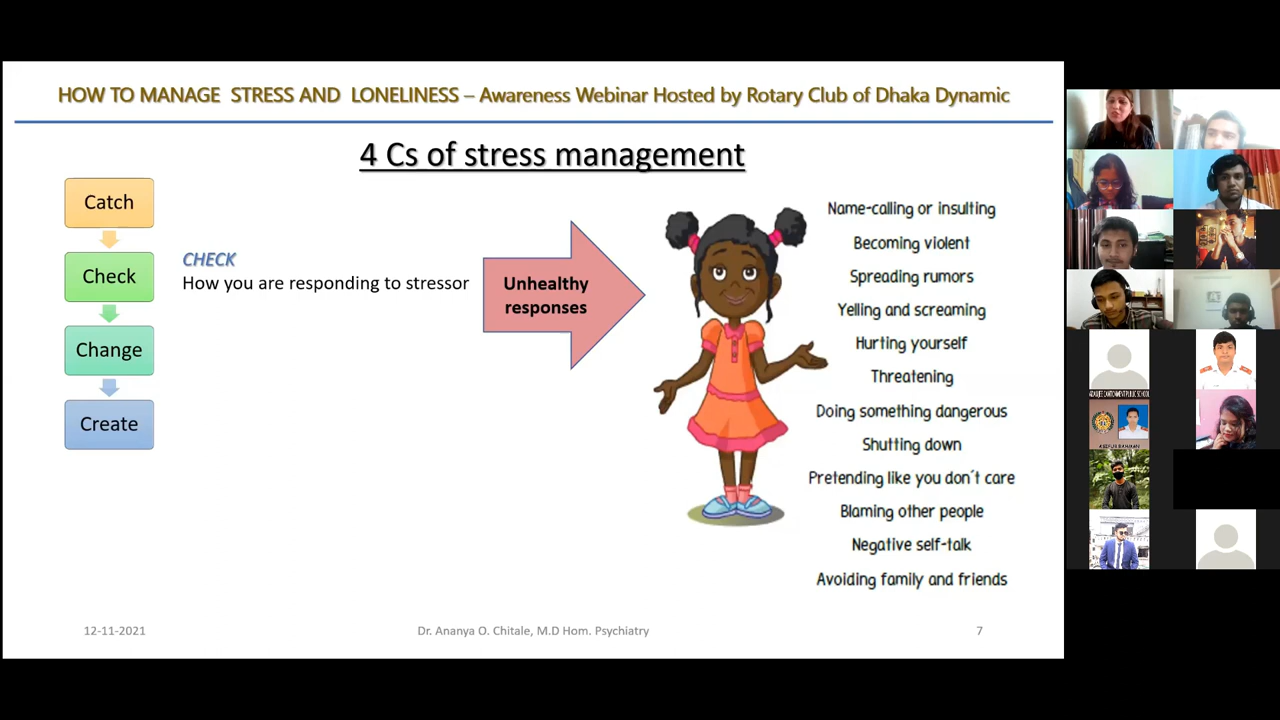 HOW TO MANAGE STRESS AND LONELINESS – Awareness Webinar Hosted by Rotary Club of Dhaka Dynamic
4 Cs of stress management
Catch
Check
Change
Create
CHECK
How you are responding to stressor
Unhealthy
responses
Name-calling or insulting
Becoming violent
Spreading rumors
Yelling and screaming
Hurting yourself
Threatening
Doing something dangerous
Shutting down
Pretending like you don´t care
Blaming other people
Negative self-talk
Avoiding family and friends
12-11-2021
Dr. Ananya O. Chitale, M.D Hom. Psychiatry
7